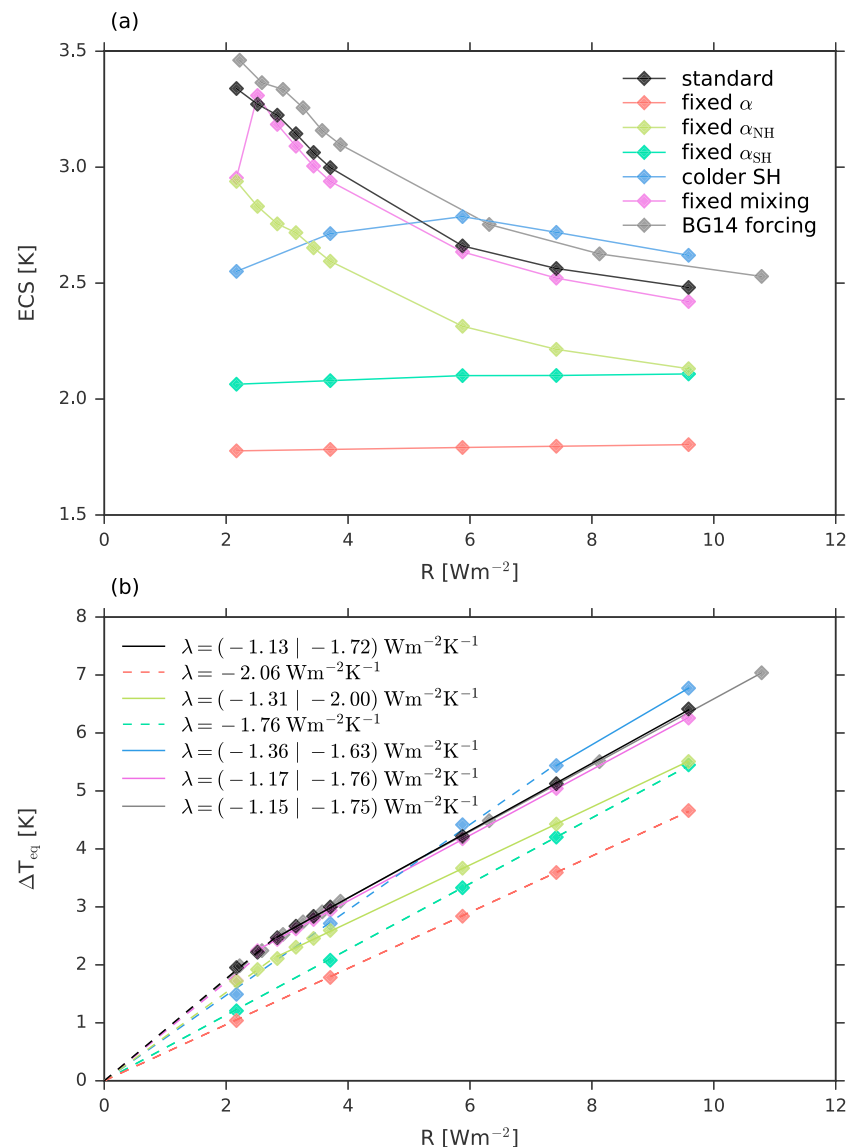 (a)
3.5
3.0
2.5
2.0
1.5
ECS [K]
standard
fixed α
fixed α_NH
fixed α_SH
colder SH
fixed mixing
BG14 forcing
0 2 4 6 8 10 12
R [Wm⁻²]
(b)
8
7
6
5
4
3
2
1
0
ΔT_eq [K]
λ = (−1.13 | −1.72) Wm⁻²K⁻¹
λ = −2.06 Wm⁻²K⁻¹
λ = (−1.31 | −2.00) Wm⁻²K⁻¹
λ = −1.76 Wm⁻²K⁻¹
λ = (−1.36 | −1.63) Wm⁻²K⁻¹
λ = (−1.17 | −1.76) Wm⁻²K⁻¹
λ = (−1.15 | −1.75) Wm⁻²K⁻¹
0 2 4 6 8 10 12
R [Wm⁻²]